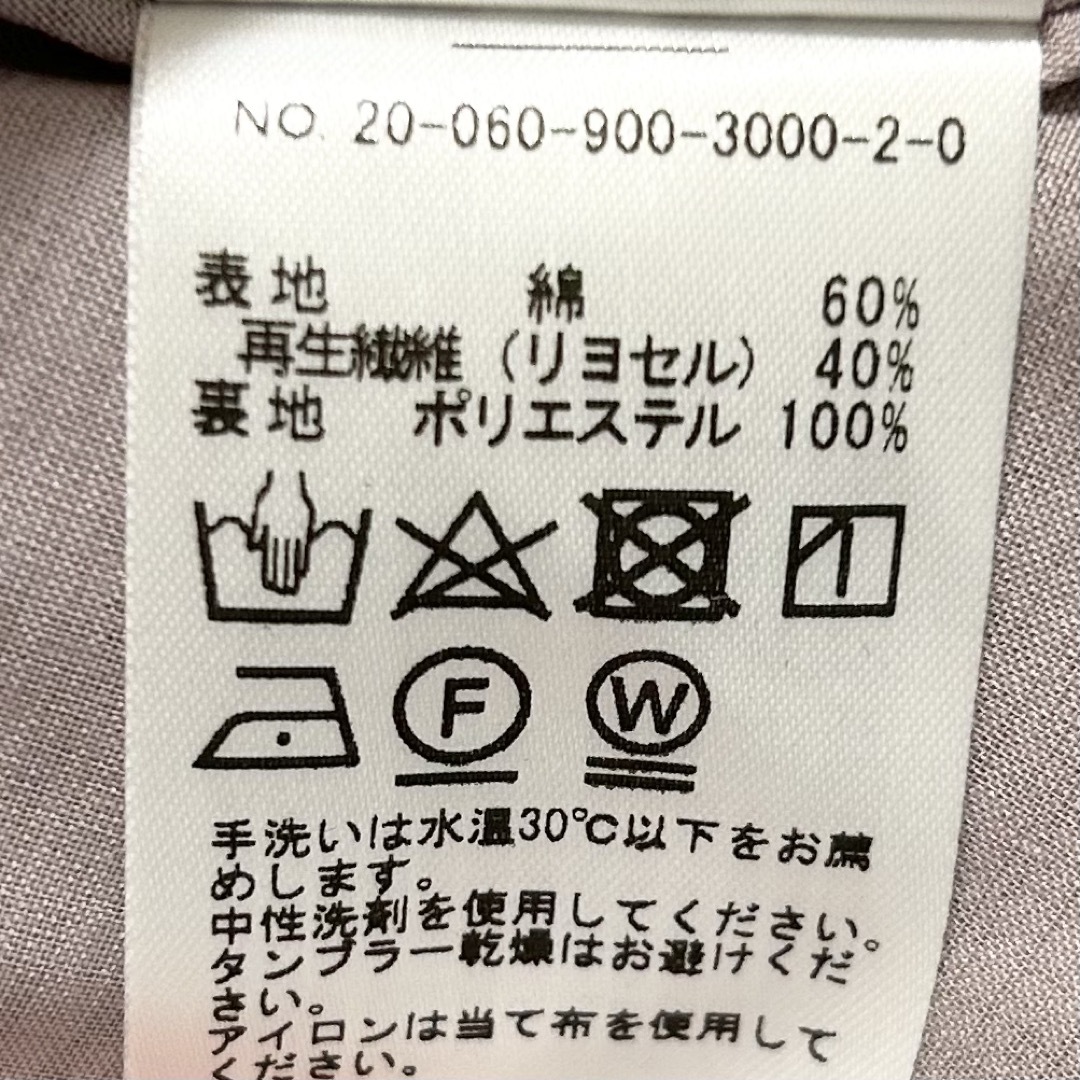 NO. 20-060-900-3000-2-0
表地 綿 60%
再生繊維 (リヨセル) 40%
裏地 ポリエステル 100%
F W
手洗いは水温30℃以下をお薦
めします。
中性洗剤を使用してください。
タンブラー乾燥はお避けくだ
さい。
アイロンは当て布を使用して
ください。